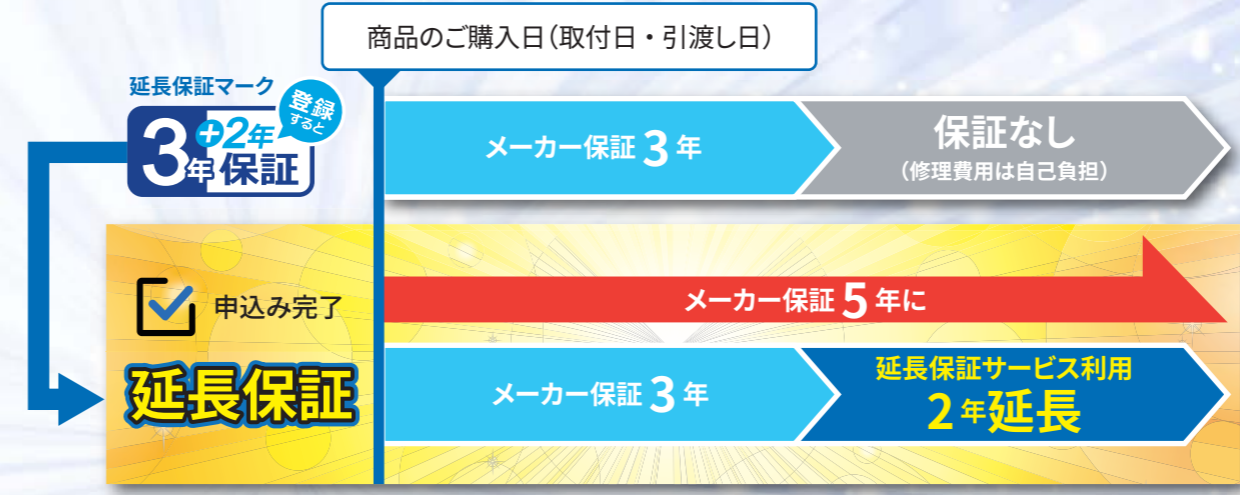 商品のご購入日（取付日・引渡し日）
延長保証マーク
登録
すると
3年
+2年
保証
メーカー保証 3 年
保証なし
（修理費用は自己負担）
申込み完了
延長保証
メーカー保証 5 年に
メーカー保証 3 年
延長保証サービス利用
2 年延長